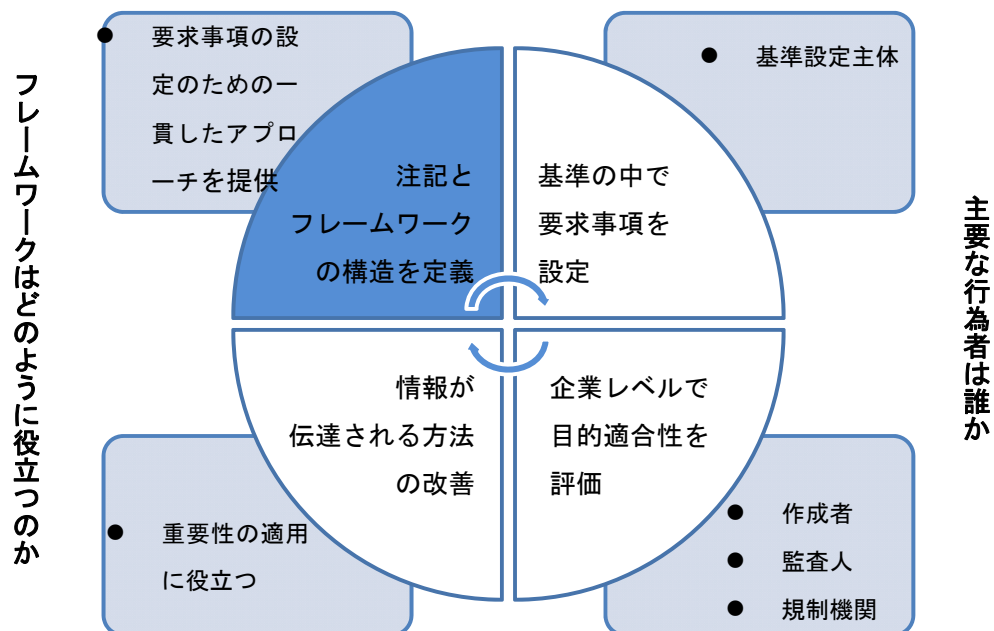 フレームワークはどのように役立つのか
要求事項の設
定のための一
貫したアプロ
ーチを提供
基準設定主体
注記と
フレームワーク
の構造を定義
基準の中で
要求事項を
設定
情報が
伝達される方法
の改善
企業レベルで
目的適合性を
評価
重要性の適用
に役立つ
作成者
監査人
規制機関
主要な行為者は誰か